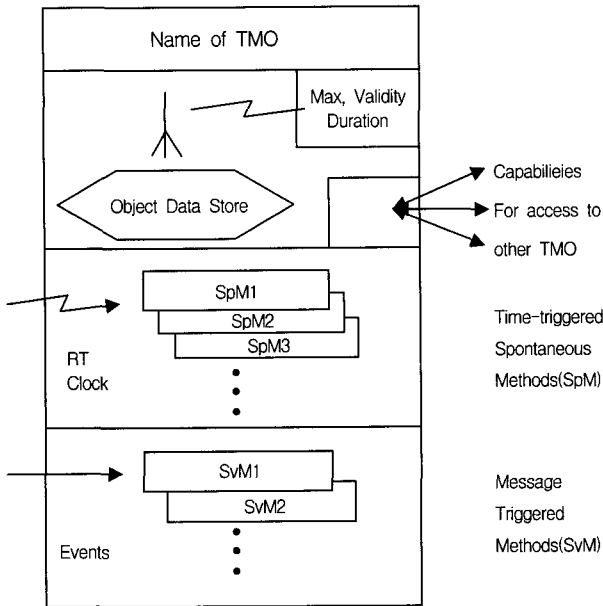 Name of TMO
Max, Validity
Duration
Object Data Store
Capabilieies
For access to
other TMO
SpM1
SpM2
SpM3
RT
Clock
Time-triggered
Spontaneous
Methods(SpM)
SvM1
SvM2
Events
Message
Triggered
Methods(SvM)